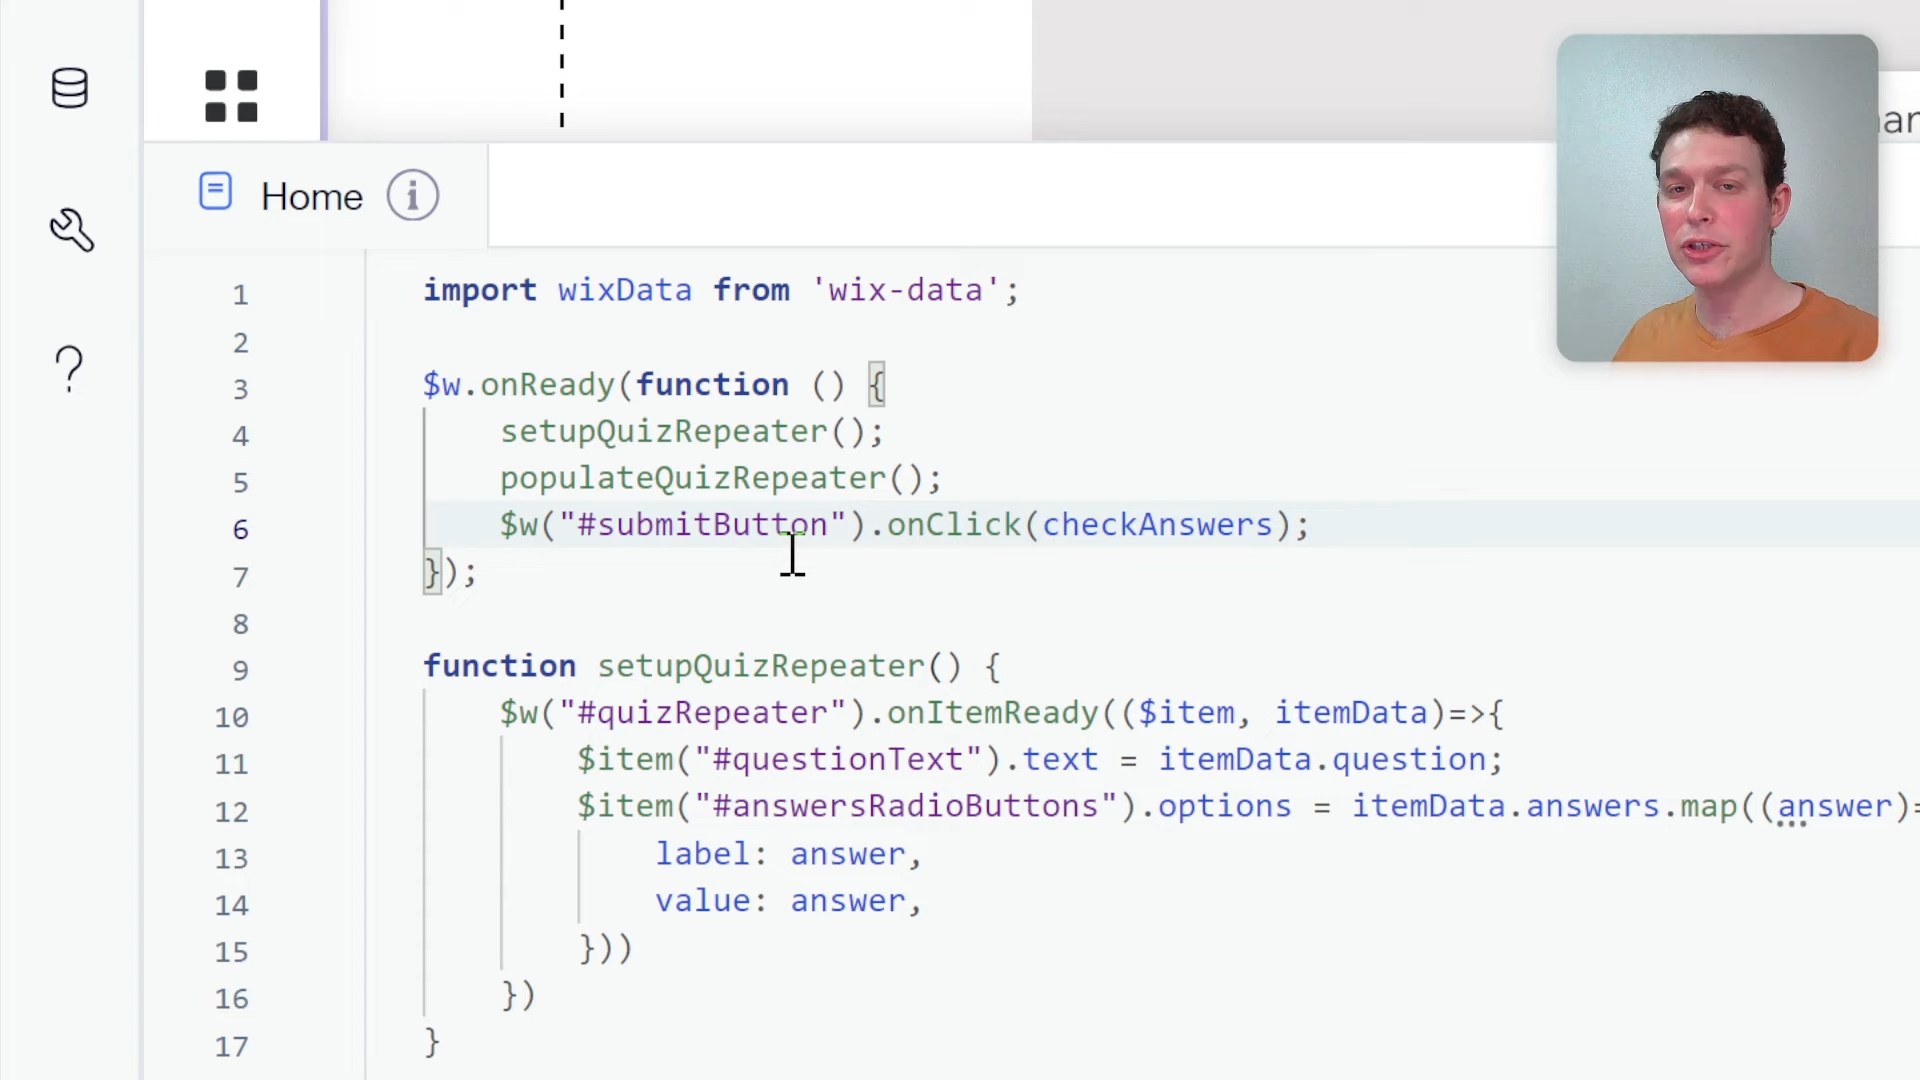 Home
1 import wixData from 'wix-data';
2
3 $w.onReady(function () {
4 setupQuizRepeater();
5 populateQuizRepeater();
6 $w("#submitButton").onClick(checkAnswers);
7 });
8
9 function setupQuizRepeater() {
10 $w("#quizRepeater").onItemReady(($item, itemData)=>{
11 $item("#questionText").text = itemData.question;
12 $item("#answersRadioButtons").options = itemData.answers.map((answer)=
13 label: answer,
14 value: answer,
15 }))
16 })
17 }